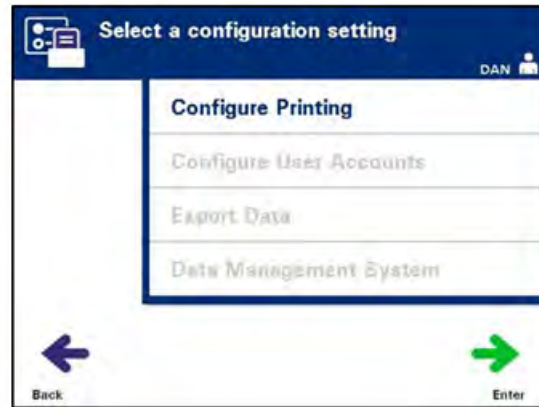 Select a configuration setting
DAN
Configure Printing
Configure User Accounts
Export Data
Data Management System
Back
Enter